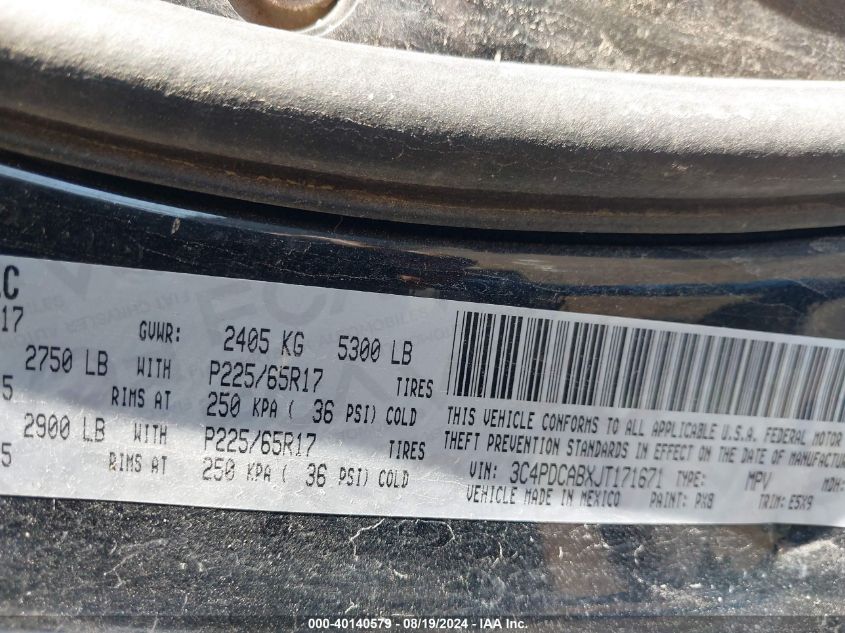 LC
17
GVWR: 2405 KG 5300 LB
2750 LB WITH P225/65R17 TIRES
5 RIMS AT 250 KPA ( 36 PSI) COLD
2900 LB WITH P225/65R17 TIRES
5 RIMS AT 250 KPA ( 36 PSI) COLD
THIS VEHICLE CONFORMS TO ALL APPLICABLE U.S.A. FEDERAL MOTOR
THEFT PREVENTION STANDARDS IN EFFECT ON THE DATE OF MANUFACTUR
VIN: 3C4PDCABXJT171671 TYPE: MPV MDH:
VEHICLE MADE IN MEXICO PAINT: PX8 TRIM: E5X9
000-40140579 - 08/19/2024 - IAA Inc.